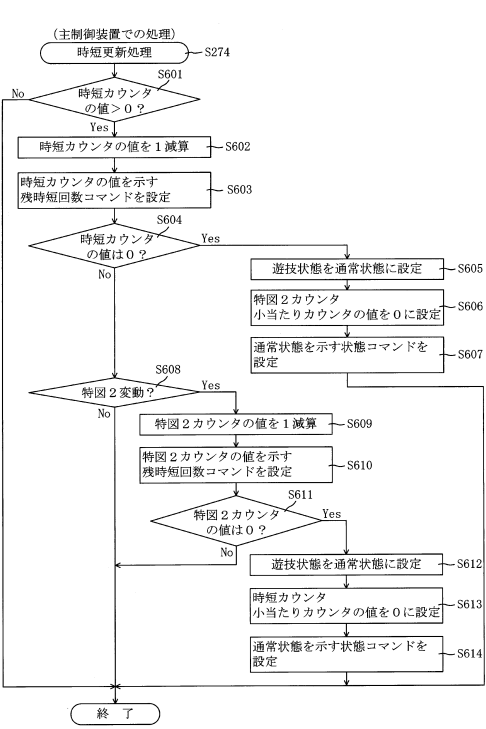 (主制御装置での処理)
時短更新処理
S274
S601
No
時短カウンタ
の値＞0？
Yes
時短カウンタの値を1減算
S602
時短カウンタの値を示す
残時短回数コマンドを設定
S603
S604
時短カウンタ
の値は0？
Yes
No
遊技状態を通常状態に設定
S605
特図2カウンタ
小当たりカウンタの値を0に設定
S606
通常状態を示す状態コマンドを
設定
S607
S608
特図2変動？
Yes
No
特図2カウンタの値を1減算
S609
特図2カウンタの値を示す
残時短回数コマンドを設定
S610
S611
特図2カウンタ
の値は0？
Yes
No
遊技状態を通常状態に設定
S612
時短カウンタ
小当たりカウンタの値を0に設定
S613
通常状態を示す状態コマンドを
設定
S614
終　了